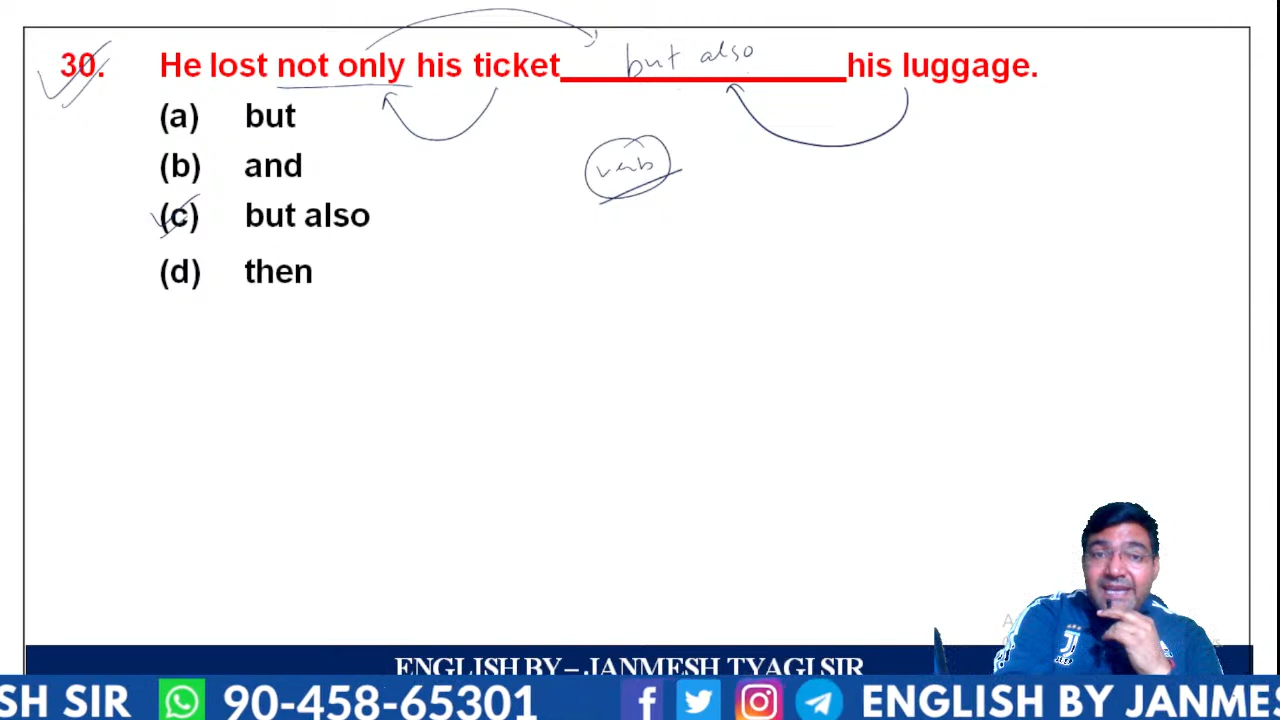 30. He lost not only his ticket but also his luggage.
(a) but
(b) and
verb
(c) but also
(d) then
ENGLISH BY – JANMESH TYAGI SIR
SH SIR 90-458-65301 ENGLISH BY JANMES